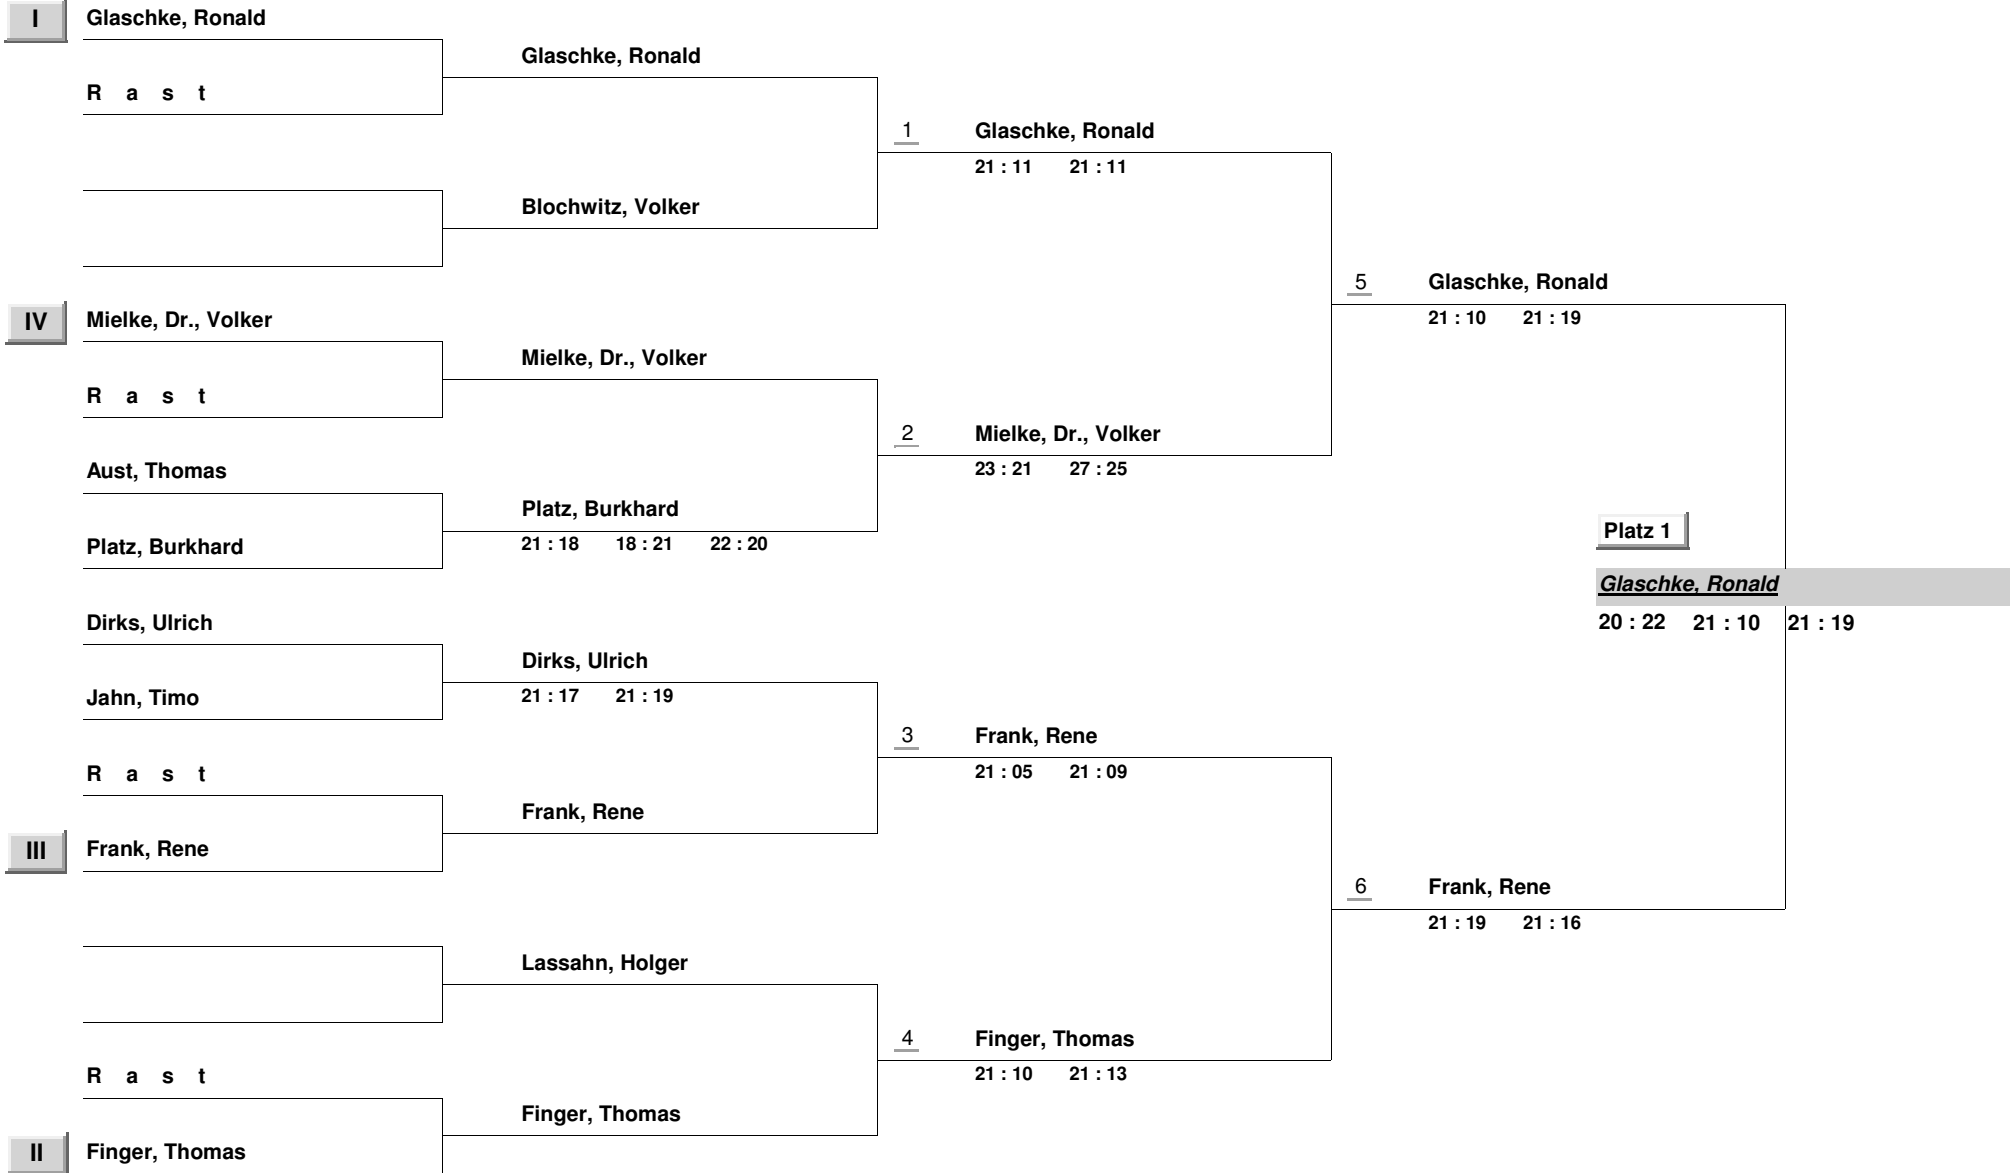 I Glaschke, Ronald
Glaschke, Ronald
R a s t
1 Glaschke, Ronald
21 : 11 21 : 11
Blochwitz, Volker
5 Glaschke, Ronald
IV Mielke, Dr., Volker
21 : 10 21 : 19
Mielke, Dr., Volker
R a s t
2 Mielke, Dr., Volker
Aust, Thomas
23 : 21 27 : 25
Platz, Burkhard
Platz 1
Platz, Burkhard
21 : 18 18 : 21 22 : 20
Glaschke, Ronald
Dirks, Ulrich
20 : 22 21 : 10 21 : 19
Dirks, Ulrich
Jahn, Timo
21 : 17 21 : 19
3 Frank, Rene
R a s t
21 : 05 21 : 09
Frank, Rene
III Frank, Rene
6 Frank, Rene
21 : 19 21 : 16
Lassahn, Holger
4 Finger, Thomas
R a s t
21 : 10 21 : 13
Finger, Thomas
II Finger, Thomas